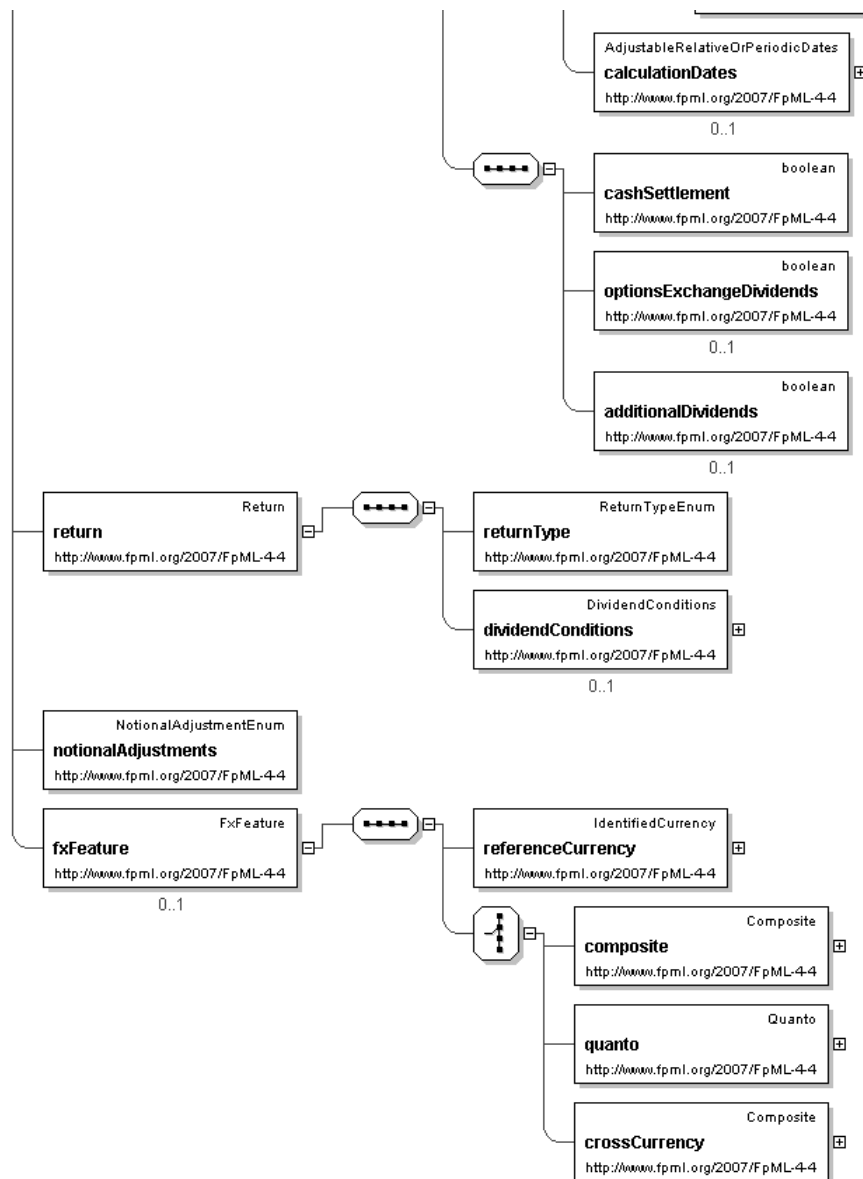 AdjustableRelativeOrPeriodicDates
calculationDates
http://www.fpml.org/2007/FpML-4-4
0..1
boolean
cashSettlement
http://www.fpml.org/2007/FpML-4-4
boolean
optionsExchangeDividends
http://www.fpml.org/2007/FpML-4-4
0..1
boolean
additionalDividends
http://www.fpml.org/2007/FpML-4-4
0..1
Return
return
http://www.fpml.org/2007/FpML-4-4
ReturnTypeEnum
returnType
http://www.fpml.org/2007/FpML-4-4
DividendConditions
dividendConditions
http://www.fpml.org/2007/FpML-4-4
0..1
NotionalAdjustmentEnum
notionalAdjustments
http://www.fpml.org/2007/FpML-4-4
FxFeature
fxFeature
http://www.fpml.org/2007/FpML-4-4
0..1
IdentifiedCurrency
referenceCurrency
http://www.fpml.org/2007/FpML-4-4
Composite
composite
http://www.fpml.org/2007/FpML-4-4
Quanto
quanto
http://www.fpml.org/2007/FpML-4-4
Composite
crossCurrency
http://www.fpml.org/2007/FpML-4-4